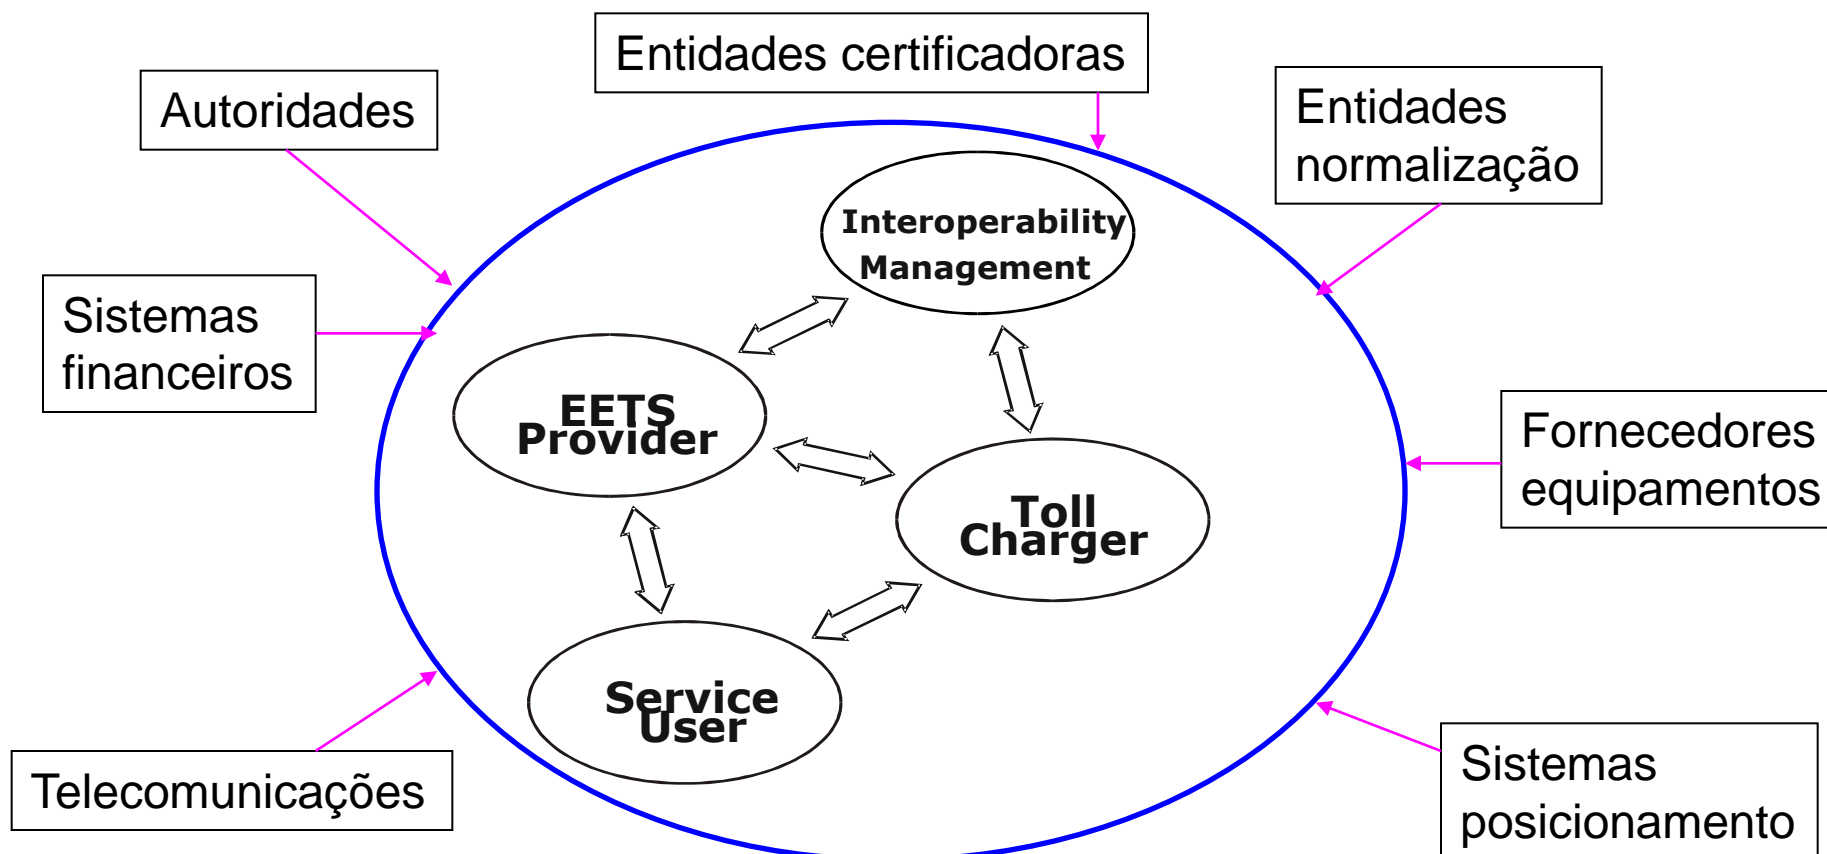 Entidades certificadoras
Autoridades
Entidades
normalização
Interoperability
Management
Sistemas
financeiros
EETS
Provider
Fornecedores
equipamentos
Toll
Charger
Service
User
Telecomunicações
Sistemas
posicionamento